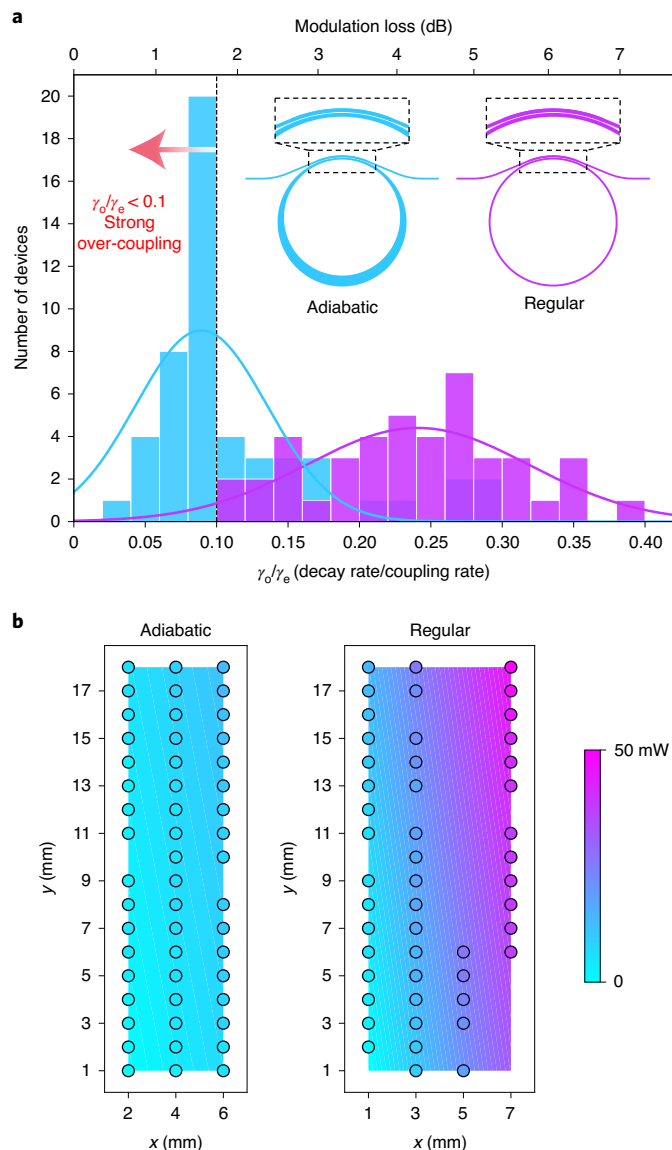 a
Modulation loss (dB)
0 1 2 3 4 5 6 7
20
18
16
14
12
10
8
6
4
2
0
Number of devices
γo/γe < 0.1
Strong
over-coupling
Adiabatic
Regular
0 0.05 0.10 0.15 0.20 0.25 0.30 0.35 0.40
γo/γe (decay rate/coupling rate)
b
Adiabatic
17
15
13
11
9
7
5
3
1
y (mm)
2 4 6
x (mm)
Regular
17
15
13
11
9
7
5
3
1
y (mm)
1 3 5 7
x (mm)
50 mW
0